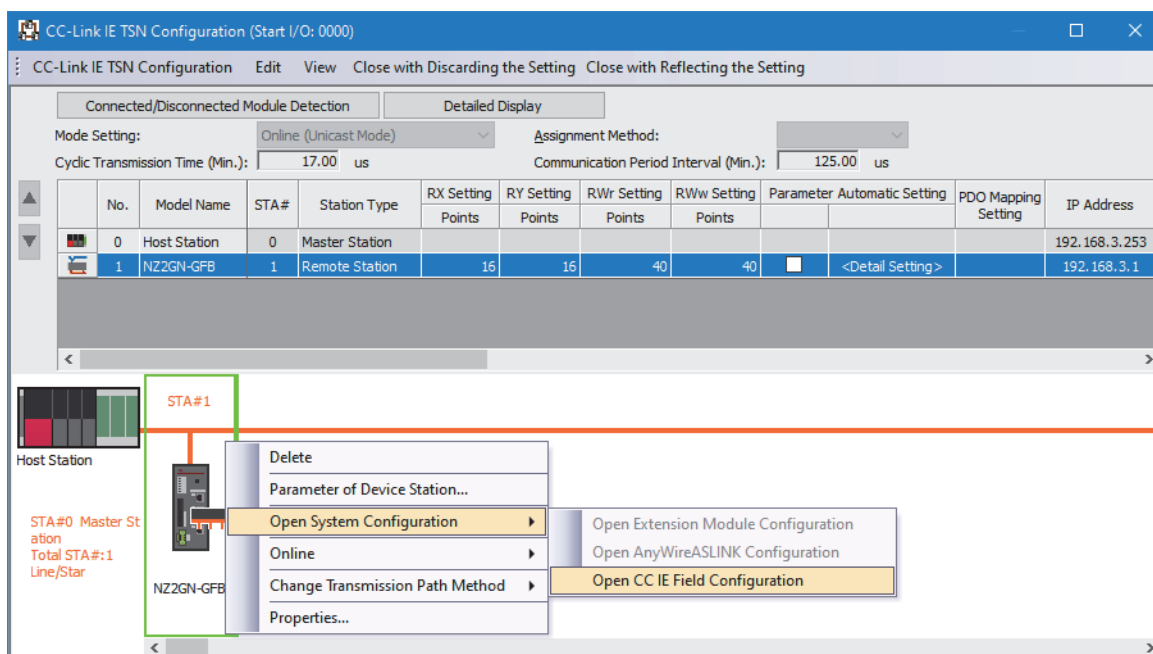 CC-Link IE TSN Configuration (Start I/O: 0000)
CC-Link IE TSN Configuration Edit View Close with Discarding the Setting Close with Reflecting the Setting
Connected/Disconnected Module Detection Detailed Display
Mode Setting: Online (Unicast Mode) Assignment Method:
Cyclic Transmission Time (Min.): 17.00 us Communication Period Interval (Min.): 125.00 us
No. Model Name STA# Station Type RX Setting RY Setting RWr Setting RWw Setting Parameter Automatic Setting PDO Mapping Setting IP Address
Points Points Points Points
0 Host Station 0 Master Station 192.168.3.253
1 NZ2GN-GFB 1 Remote Station 16 16 40 40 <Detail Setting> 192.168.3.1
STA#1
Host Station
STA#0 Master St
ation
Total STA#:1
Line/Star
NZ2GN-GFB
Delete
Parameter of Device Station...
Open System Configuration
Online
Change Transmission Path Method
Properties...
Open Extension Module Configuration
Open AnyWireASLINK Configuration
Open CC IE Field Configuration